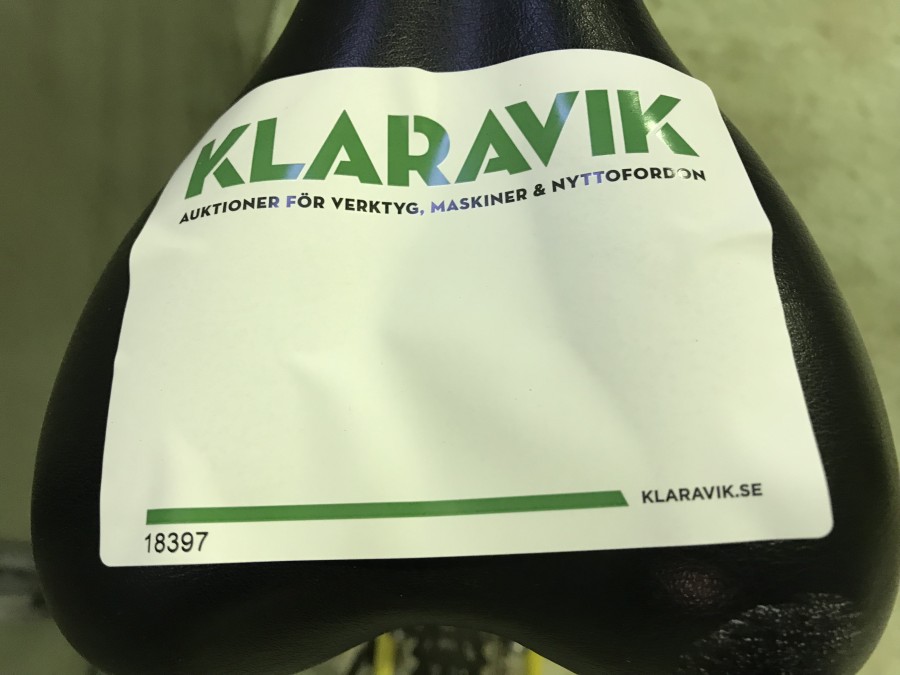 KLARAVIK
AUKTIONER FÖR VERKTYG, MASKINER & NYTTOFORDON
KLARAVIK.SE
18397